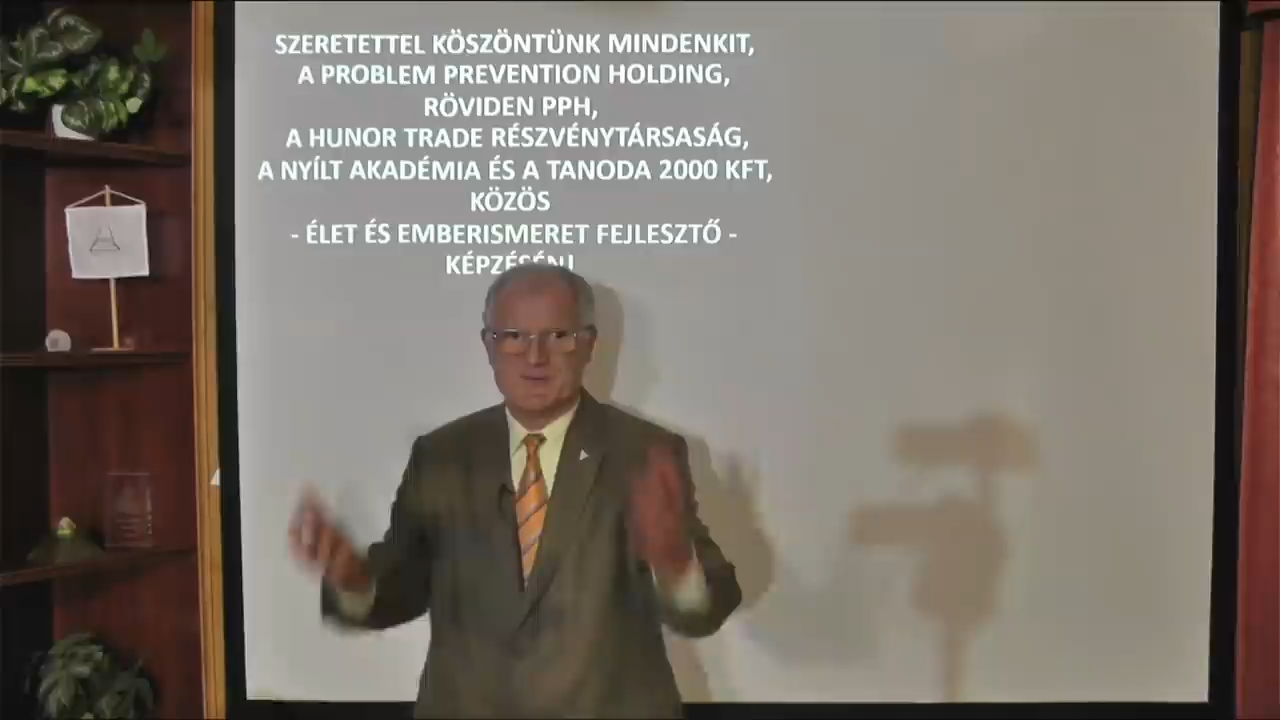 SZERETETTEL KÖSZÖNTÜNK MINDENKIT,
A PROBLEM PREVENTION HOLDING,
RÖVIDEN PPH,
A HUNOR TRADE RÉSZVÉNYTÁRSASÁG,
A NYÍLT AKADÉMIA ÉS A TANODA 2000 KFT,
KÖZÖS
- ÉLET ÉS EMBERISMERET FEJLESZTŐ -
KÉPZÉSÉN!